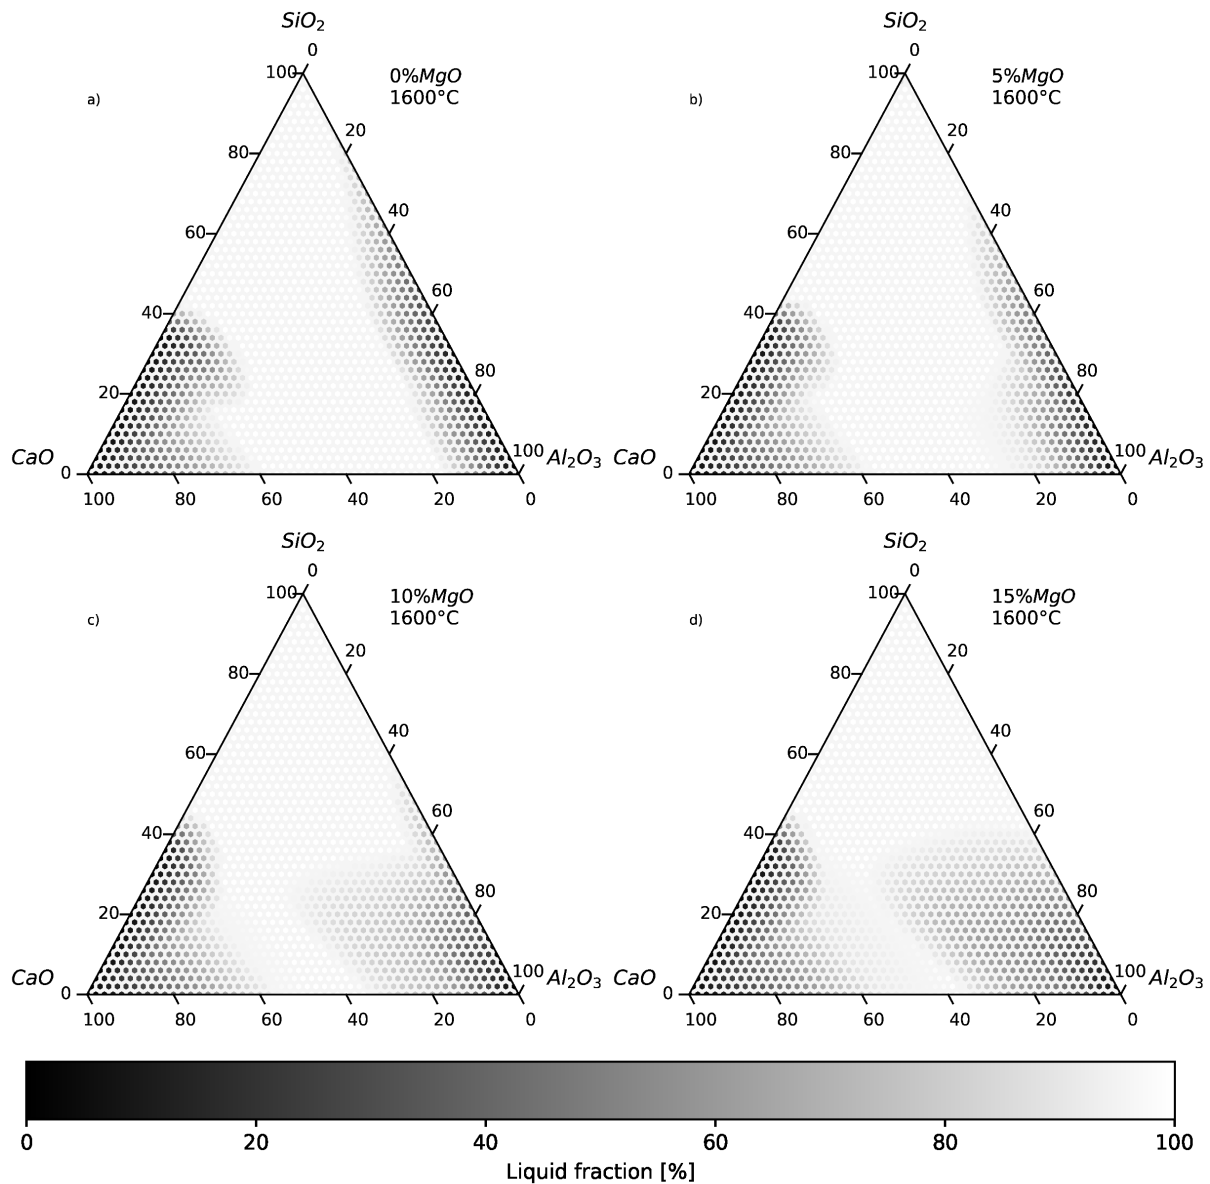 SiO2 SiO2
0 0
100 0%MgO 100 5%MgO
a) 1600°C b) 1600°C
20 20
80 80
40 40
60 60
60 60
40 40
80 80
20 20
100 100
CaO Al2O3 CaO Al2O3
0 0
100 80 60 40 20 0 100 80 60 40 20 0
SiO2 SiO2
0 0
100 10%MgO 100 15%MgO
c) 1600°C d) 1600°C
20 20
80 80
40 40
60 60
60 60
40 40
80 80
20 20
100 100
CaO Al2O3 CaO Al2O3
0 0
100 80 60 40 20 0 100 80 60 40 20 0
0 20 40 60 80 100
Liquid fraction [%]